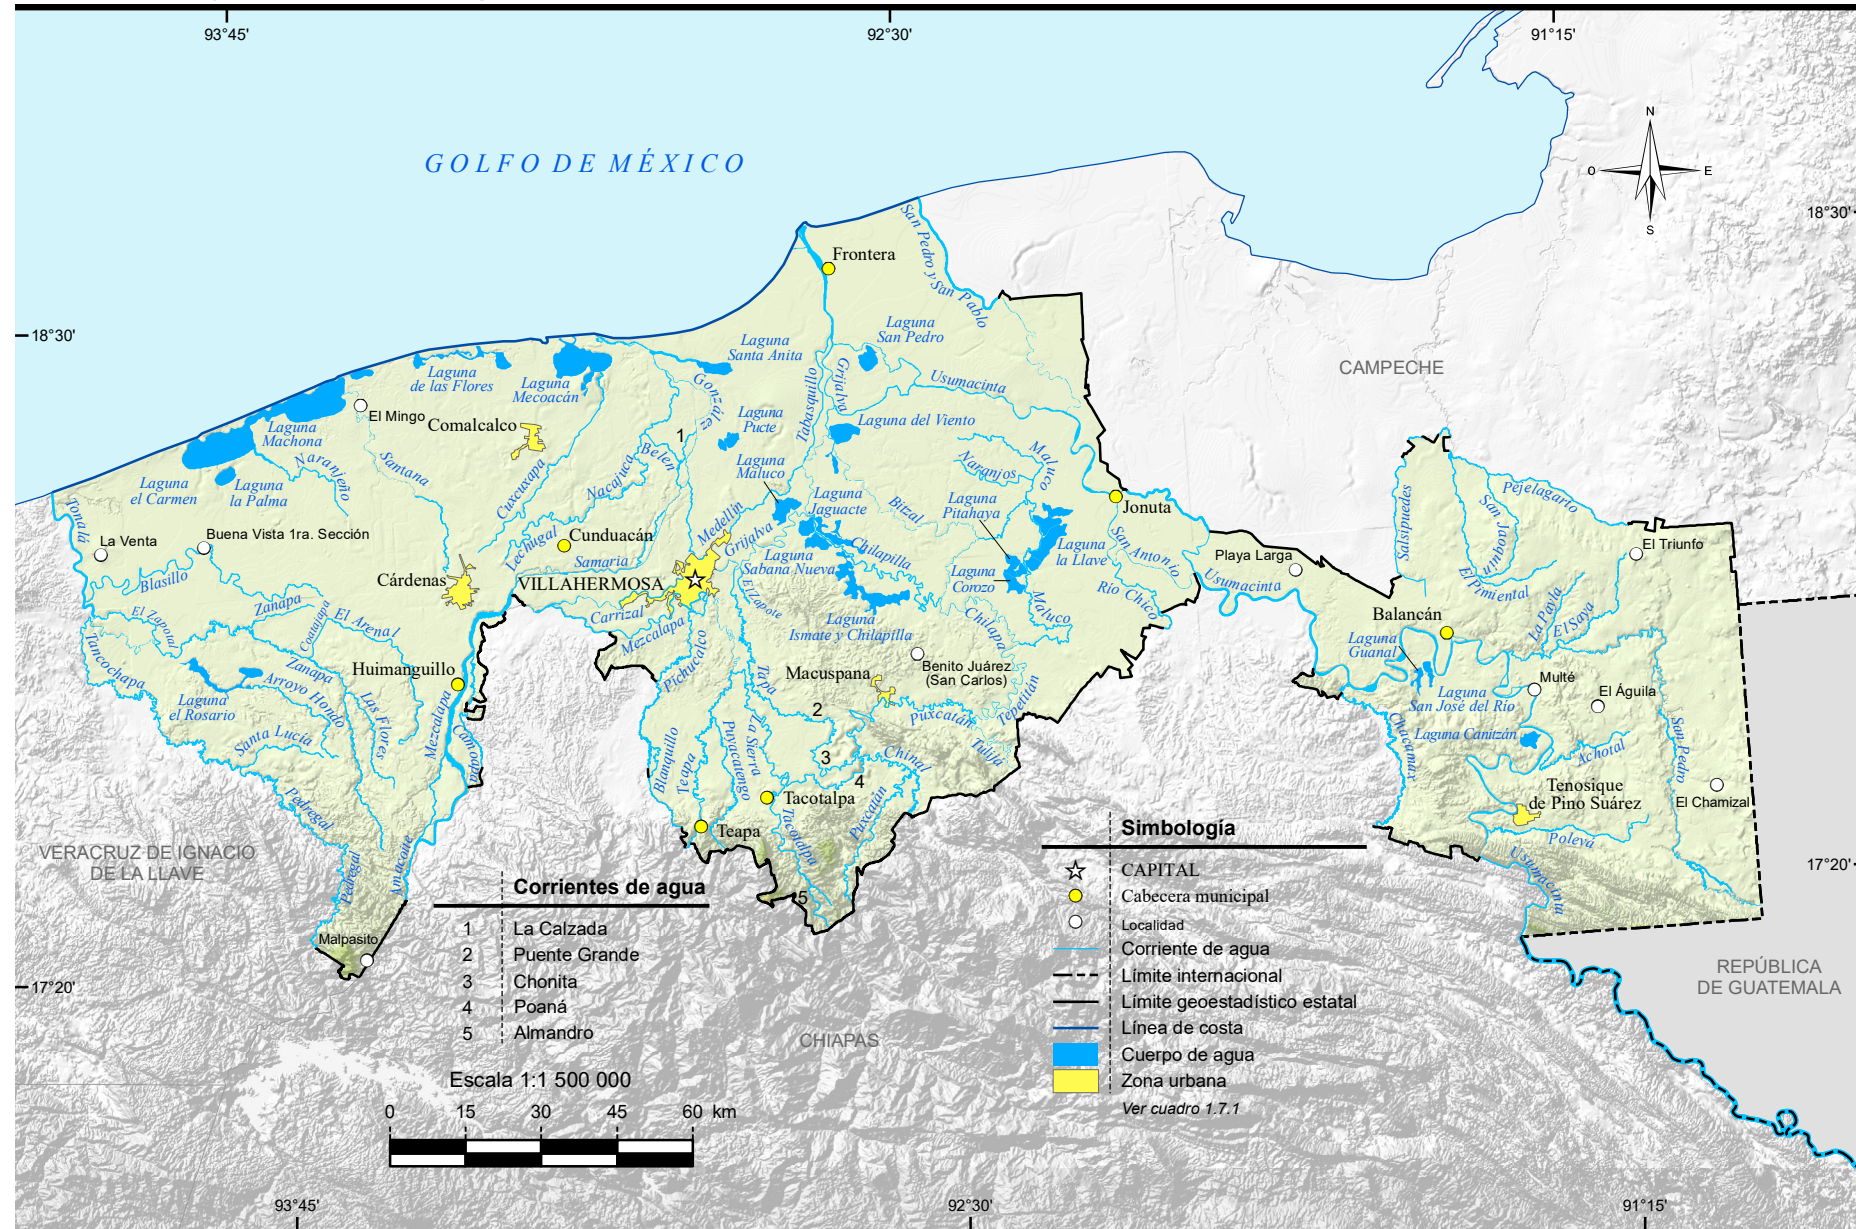 93°45'
92°30'
91°15'
18°30'
18°30'
17°20'
17°20'
93°45'
92°30'
91°15'
N
O
E
S
GOLFO DE MÉXICO
CAMPECHE
VERACRUZ DE IGNACIO
DE LA LLAVE
CHIAPAS
REPÚBLICA
DE GUATEMALA
San Pedro y San Pablo
Frontera
Laguna
San Pedro
Laguna
Santa Anita
Usumacinta
Grijalva
Tabasquillo
González
Laguna
de las Flores
Laguna
Mecoacán
El Mingo
Comalcalco
Laguna
Machona
Naranjeño
Santana
Laguna
Pucte
Laguna del Viento
1
Belen
Nacajuca
Cuxcuxapa
Laguna
Maluco
Laguna
el Carmen
Laguna
la Palma
Naranjos
Maluco
Laguna
Jaguacte
Bitzal
Laguna
Pitahaya
Jonuta
Tonalá
La Venta
Buena Vista 1ra. Sección
Blasillo
Lechugal
Cunduacán
Samaria
Medellín
Grijalva
Cárdenas
VILLAHERMOSA
Laguna
Sabana Nueva
Chilapilla
Laguna
Corozo
Laguna
la Llave
San Antonio
Río Chico
Playa Larga
Usumacinta
Salsipuedes
San Joaquín
Pejelagarto
El Pimiental
El Triunfo
La Pavla
El Saya
El Zapotal
Zanapa
Coatajapa
El Arenal
Carrizal
Mezcalapa
El Zapote
Laguna
Ismate y Chilapilla
Chilapa
Maluco
Balancán
Laguna
Guanal
Tancochapa
Zanapa
Arroyo Hondo
Las Flores
Huimanguillo
Pichucalco
Tapa
Macuspana
Benito Juárez
(San Carlos)
Tepetitán
Laguna
San José del Río
Multé
El Águila
Laguna
el Rosario
Santa Lucía
Mezcalapa
Camoapa
Blanquillo
Teapa
Puyacatengo
La Sierra
2
3
4
Puxcatán
Chinal
Tulija
Chacamax
Laguna Canitzán
Achotal
San Pedro
Pedregal
Pedregal
Amacoite
Tacotalpa
Teapa
Tacotalpa
Puxcatán
5
Tenosique
de Pino Suárez
El Chamizal
Polevá
Usumacinta
Malpasito
Corrientes de agua
1 La Calzada
2 Puente Grande
3 Chonita
4 Poaná
5 Almandro
Escala 1:1 500 000
0 15 30 45 60 km
Simbología
CAPITAL
Cabecera municipal
Localidad
Corriente de agua
Límite internacional
Límite geoestadístico estatal
Línea de costa
Cuerpo de agua
Zona urbana
Ver cuadro 1.7.1